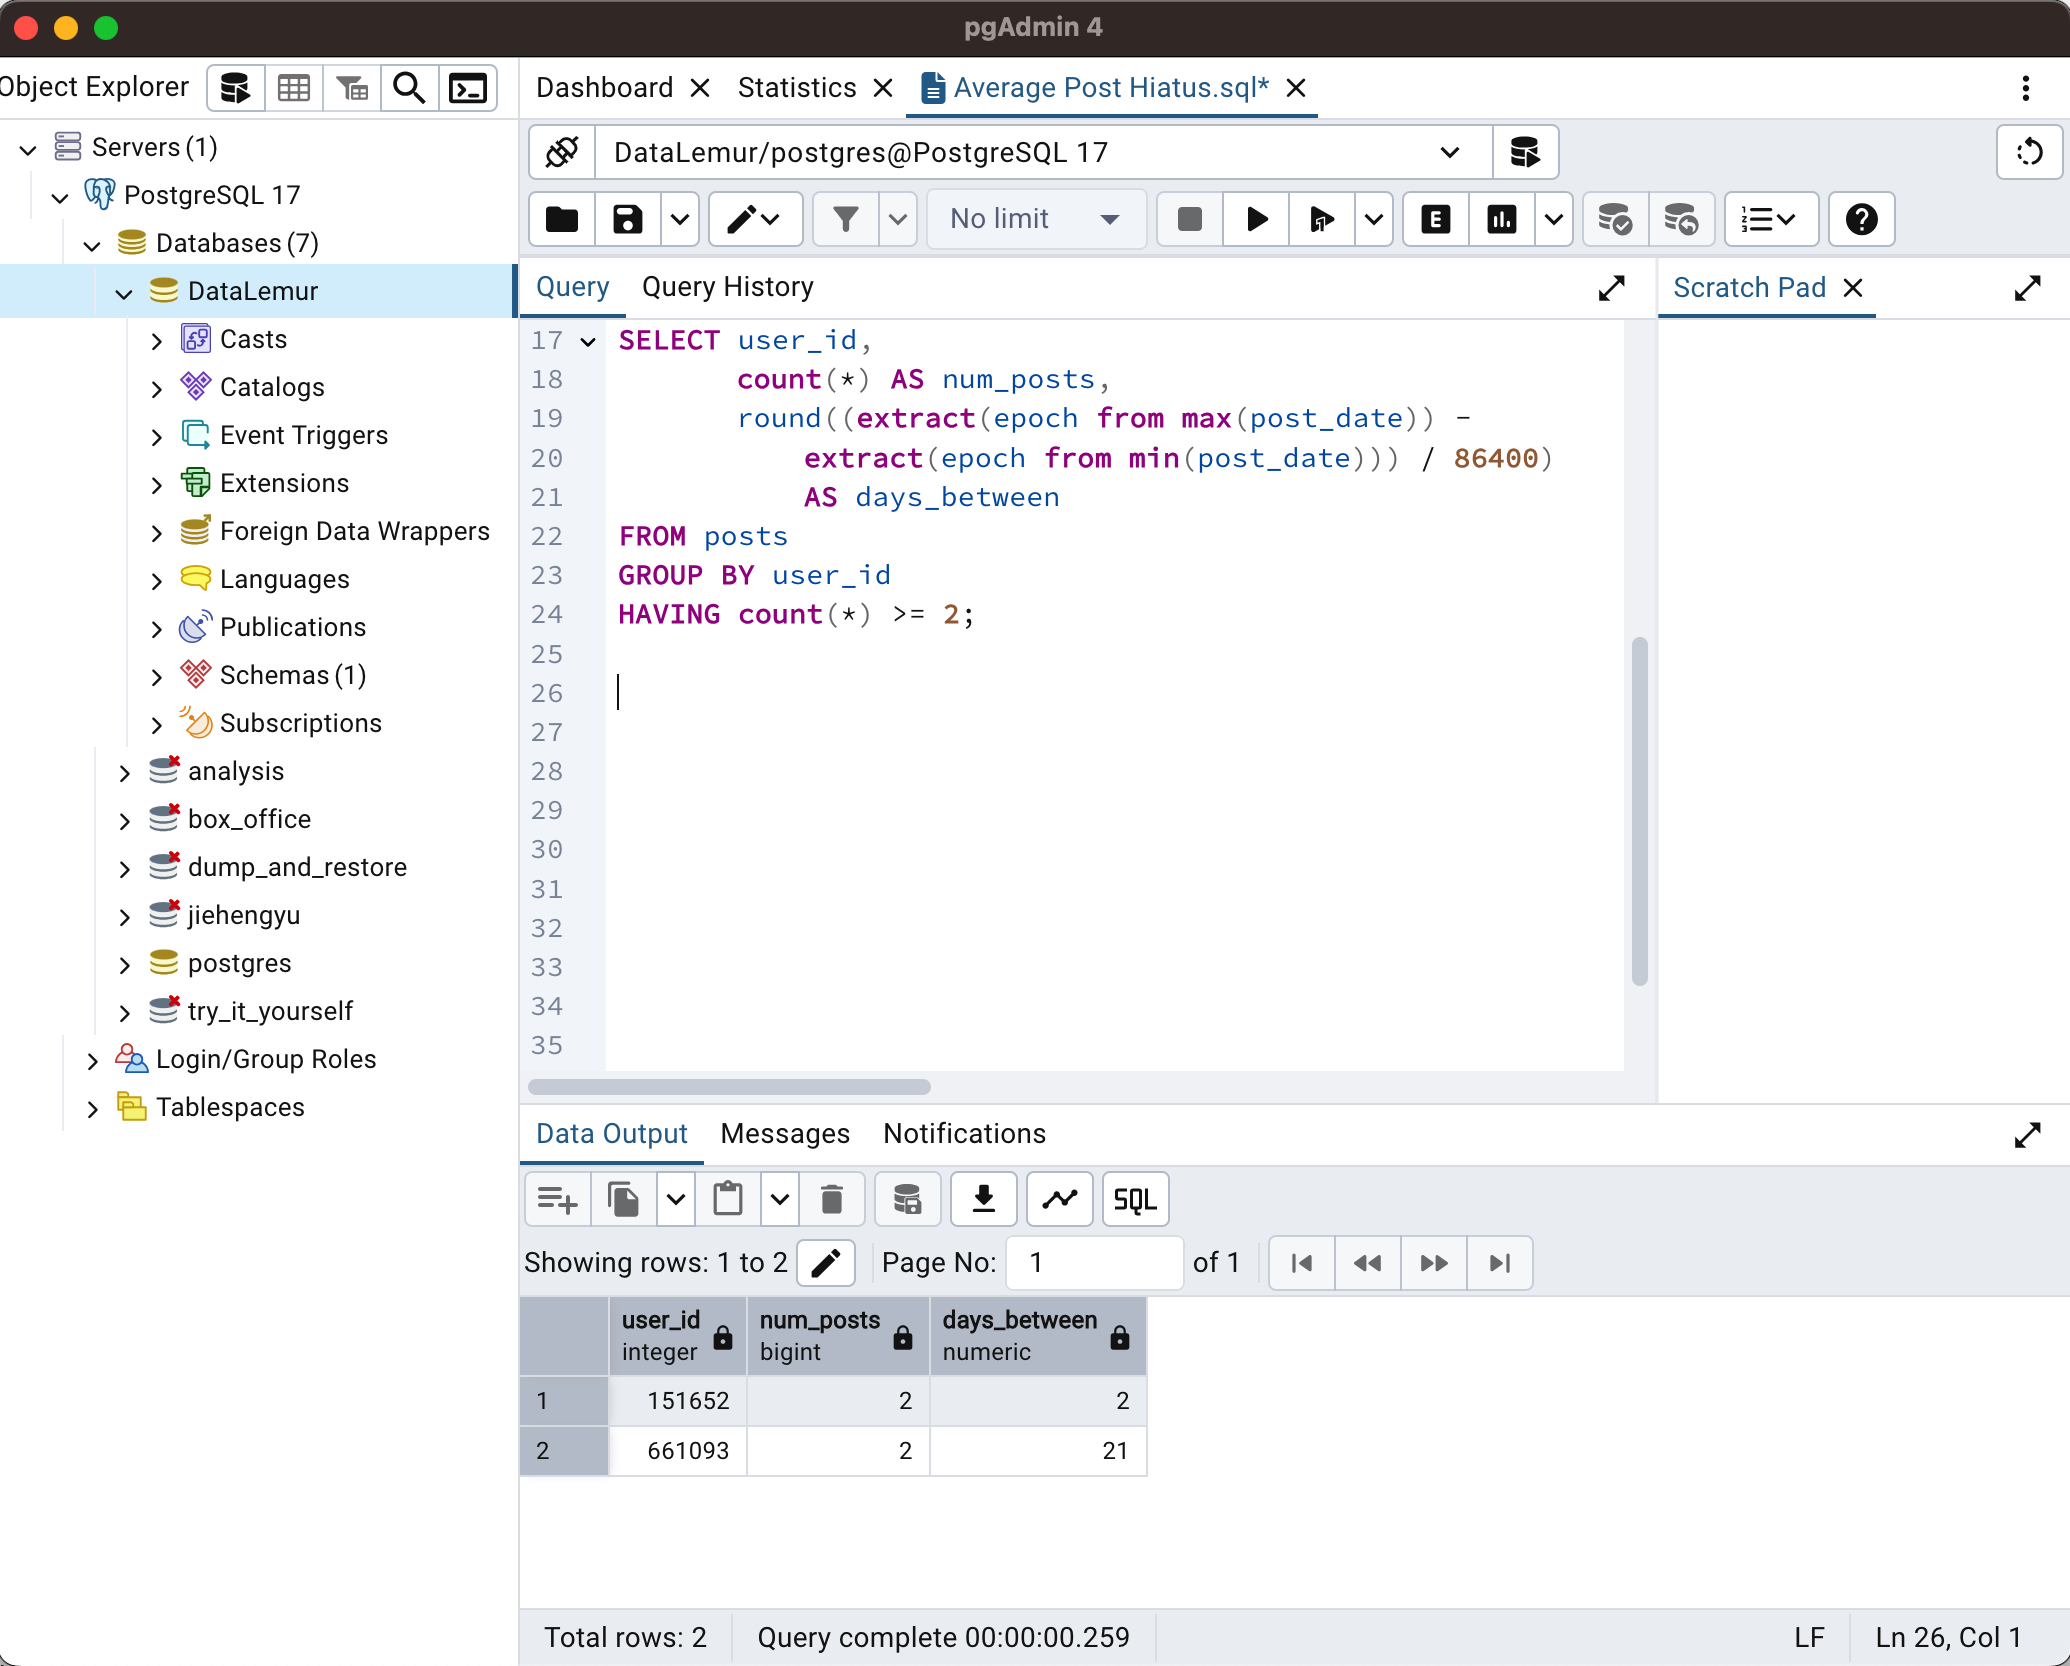 pgAdmin 4
Object Explorer
Dashboard
Statistics
Average Post Hiatus.sql*
Servers (1)
PostgreSQL 17
Databases (7)
DataLemur
Casts
Catalogs
Event Triggers
Extensions
Foreign Data Wrappers
Languages
Publications
Schemas (1)
Subscriptions
analysis
box_office
dump_and_restore
jiehengyu
postgres
try_it_yourself
Login/Group Roles
Tablespaces
DataLemur/postgres@PostgreSQL 17
No limit
E
Query
Query History
Scratch Pad
17 SELECT user_id,
18 count(*) AS num_posts,
19 round((extract(epoch from max(post_date)) -
20 extract(epoch from min(post_date))) / 86400)
21 AS days_between
22 FROM posts
23 GROUP BY user_id
24 HAVING count(*) >= 2;
25
26
27
28
29
30
31
32
33
34
35
Data Output
Messages
Notifications
SQL
Showing rows: 1 to 2
Page No: 1 of 1
user_id integer
num_posts bigint
days_between numeric
1 151652 2 2
2 661093 2 21
Total rows: 2
Query complete 00:00:00.259
LF
Ln 26, Col 1